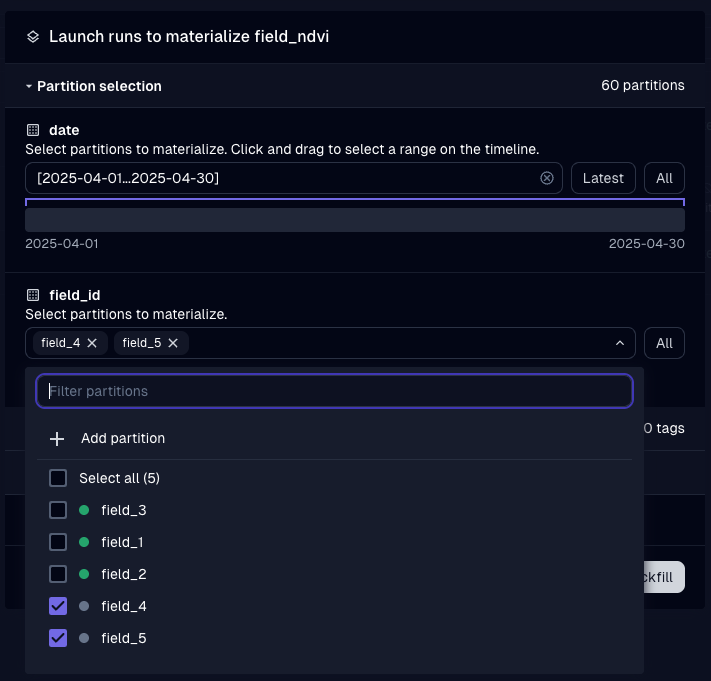 Launch runs to materialize field_ndvi
Partition selection 60 partitions
date
Select partitions to materialize. Click and drag to select a range on the timeline.
[2025-04-01...2025-04-30] Latest All
2025-04-01 2025-04-30
field_id
Select partitions to materialize.
field_4 field_5 All
Filter partitions
0 tags
Add partition
Select all (5)
field_3
field_1
field_2
ckfill
field_4
field_5